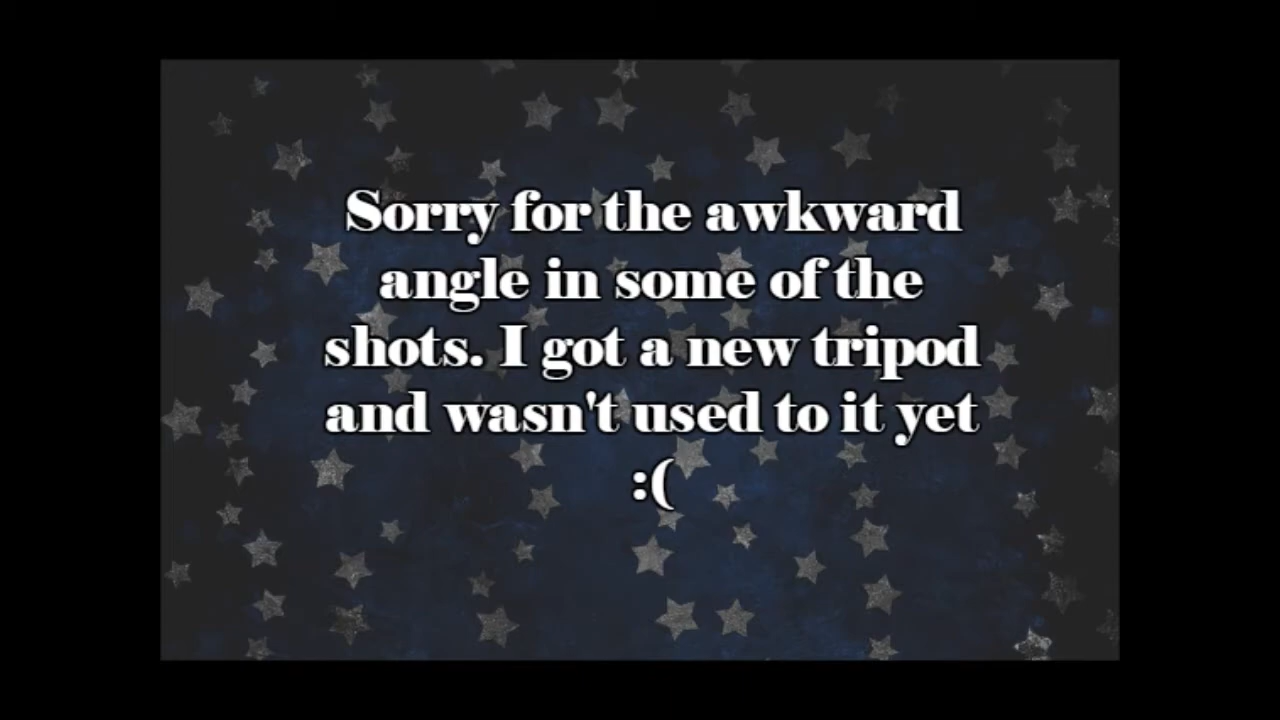 Sorry for the awkward
angle in some of the
shots. I got a new tripod
and wasn't used to it yet
:(